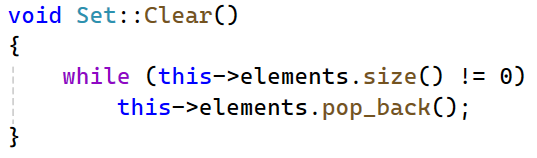 void Set::Clear()
{
    while (this->elements.size() != 0)
        this->elements.pop_back();
}